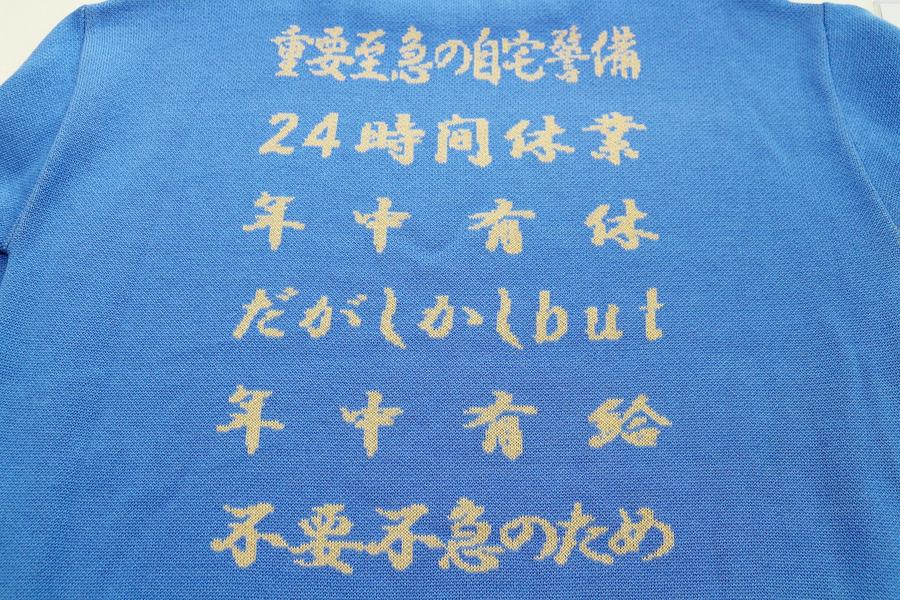 重要至急の自宅警備
24時間休業
年中有休
だがしかしbut
年中有給
不要不急のため